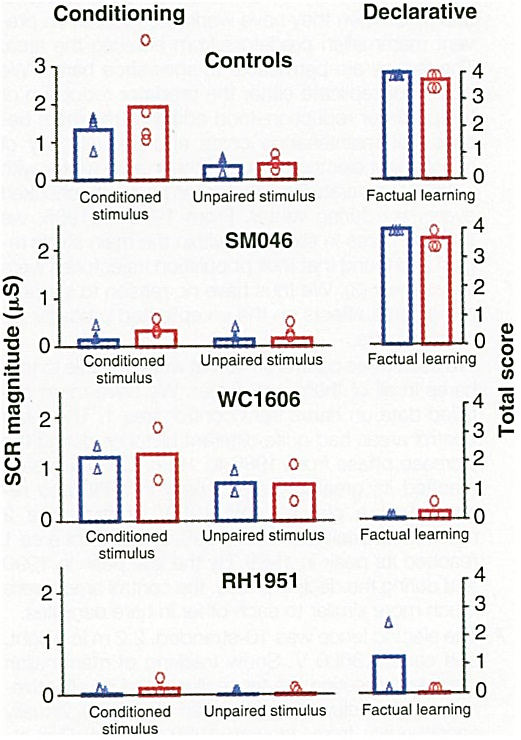 Conditioning
Declarative
Controls
3
2
1
0
4
3
2
1
0
Conditioned
stimulus
Unpaired stimulus
Factual learning
SM046
2
1
0
4
3
2
1
0
Conditioned
stimulus
Unpaired stimulus
Factual learning
SCR magnitude (µS)
Total score
WC1606
2
1
0
4
3
2
1
0
Conditioned
stimulus
Unpaired stimulus
Factual learning
RH1951
2
1
0
4
3
2
1
0
Conditioned
stimulus
Unpaired stimulus
Factual learning